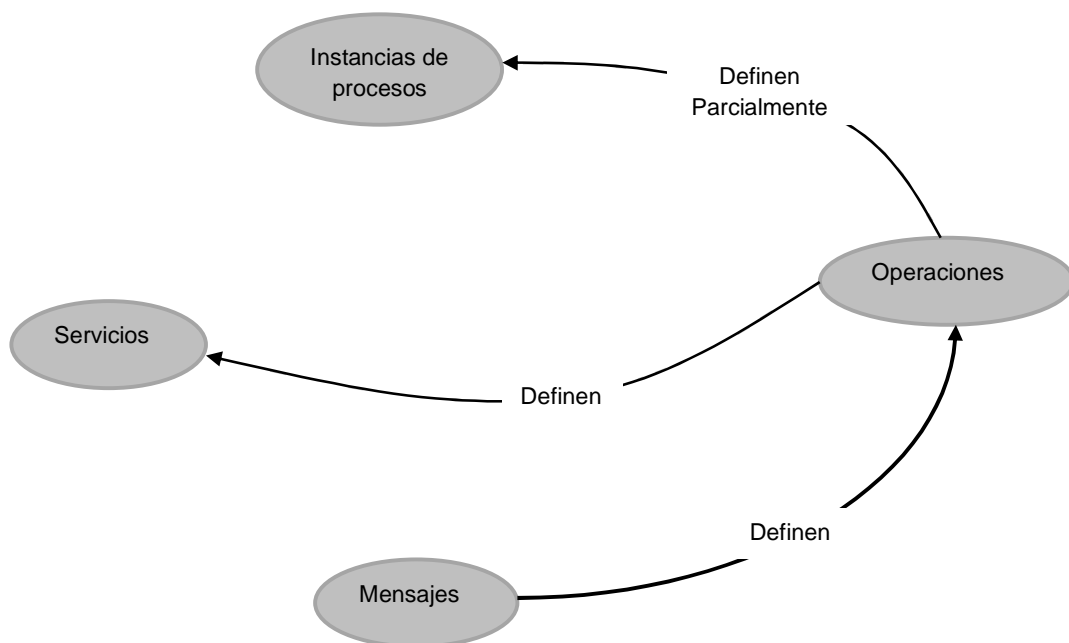 Instancias de
procesos
Definen
Parcialmente
Operaciones
Servicios
Definen
Definen
Mensajes